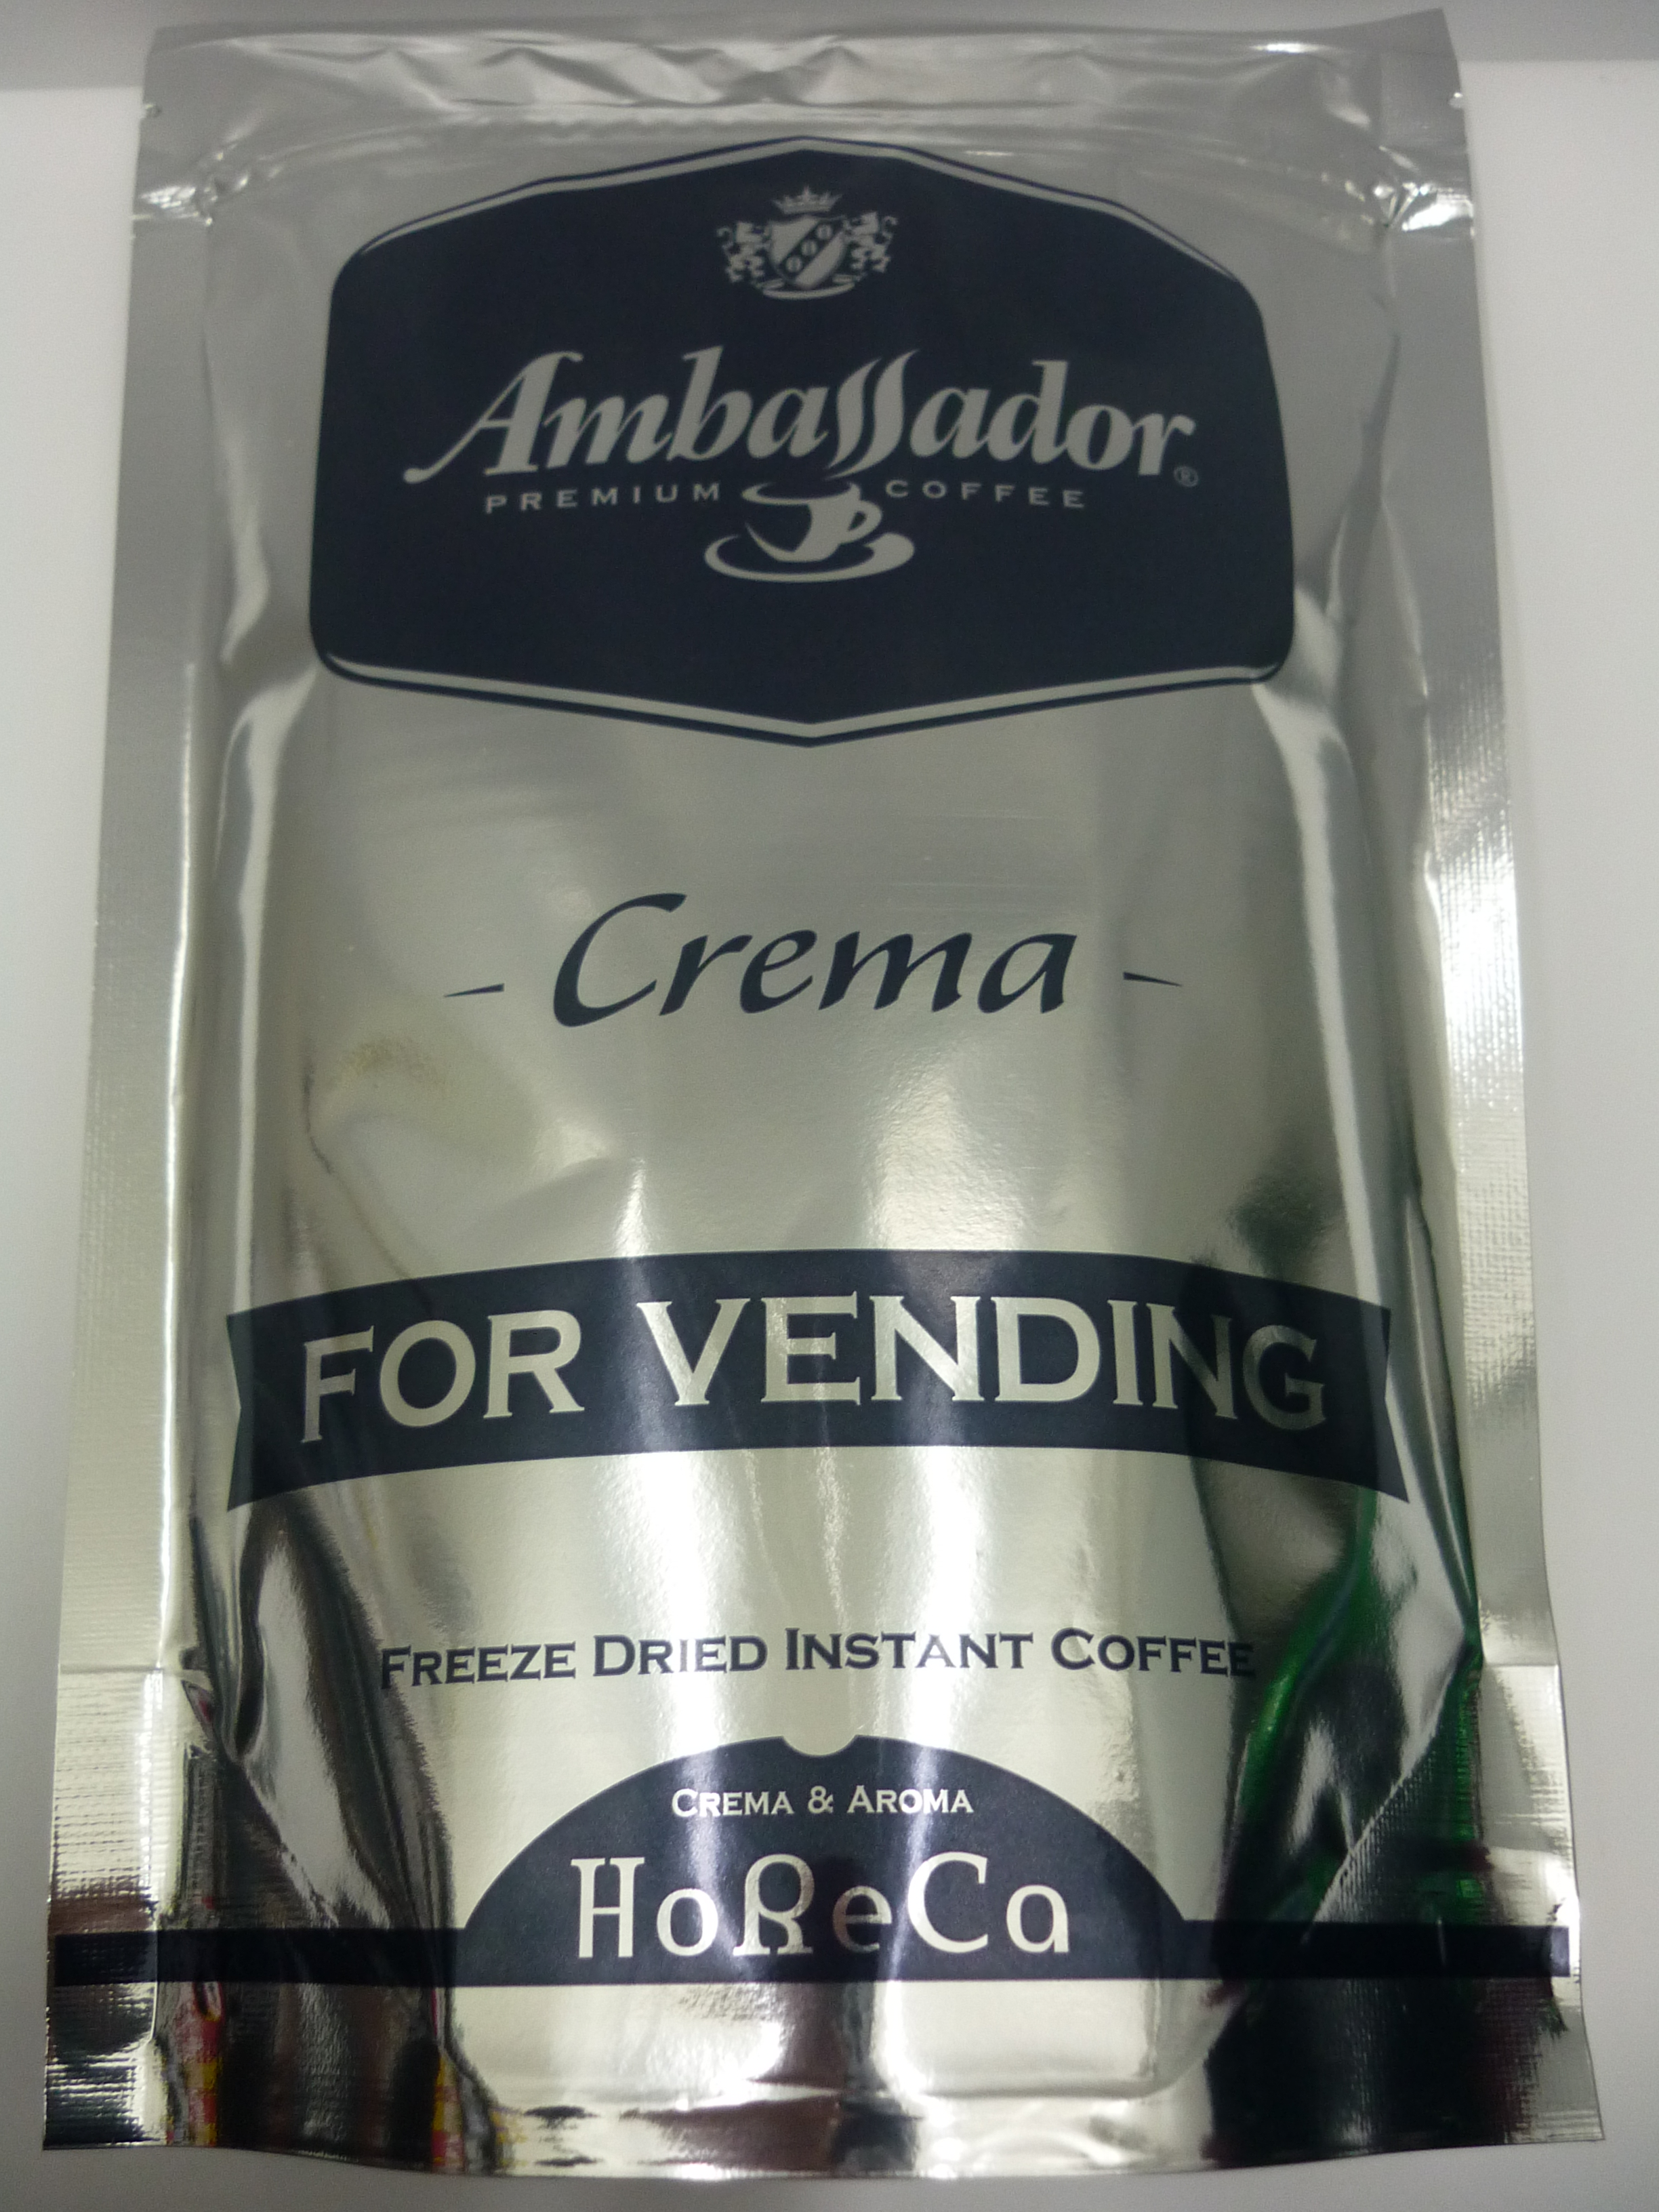 Ambassador®
PREMIUM COFFEE
- Crema -
FOR VENDING
FREEZE DRIED INSTANT COFFEE
CREMA & AROMA
HoReCa